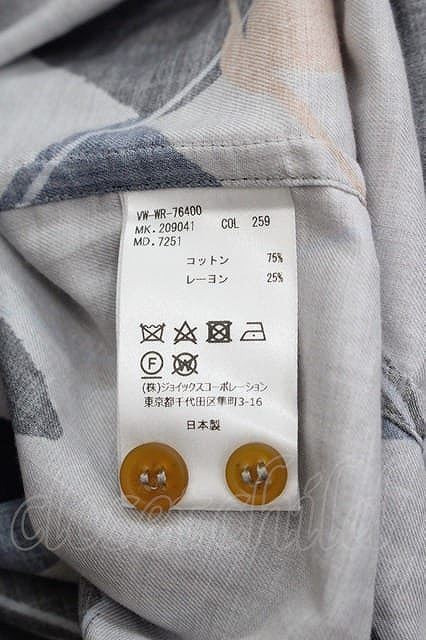 VW-WR-76400
MK.209041 COL 259
MD.7251
コットン 75%
レーヨン 25%
F W
(株)ジョイックスコーポレーション
東京都千代田区隼町3-16
日本製